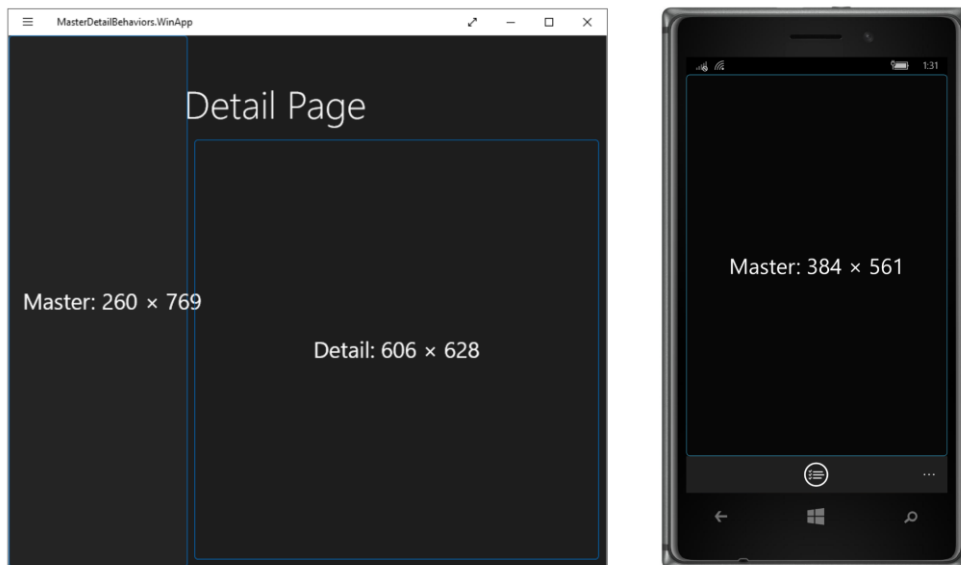 MasterDetailBehaviors.WinApp
Detail Page
Master: 260 × 769
Detail: 606 × 628
1:31
Master: 384 × 561